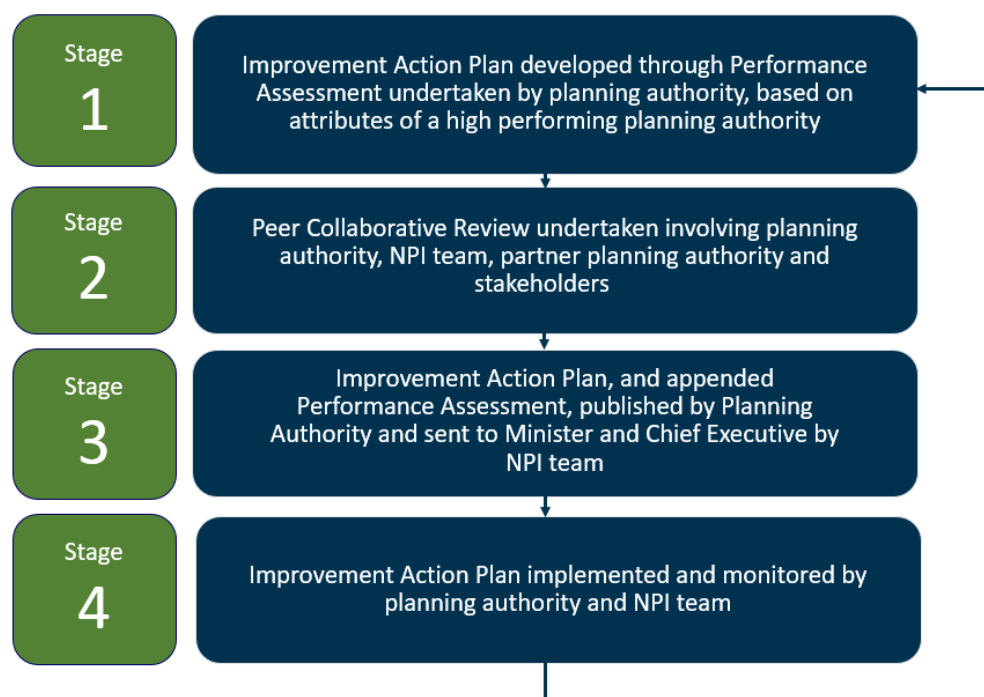 Stage
1
Improvement Action Plan developed through Performance
Assessment undertaken by planning authority, based on
attributes of a high performing planning authority
Stage
2
Peer Collaborative Review undertaken involving planning
authority, NPI team, partner planning authority and
stakeholders
Stage
3
Improvement Action Plan, and appended
Performance Assessment, published by Planning
Authority and sent to Minister and Chief Executive by
NPI team
Stage
4
Improvement Action Plan implemented and monitored by
planning authority and NPI team